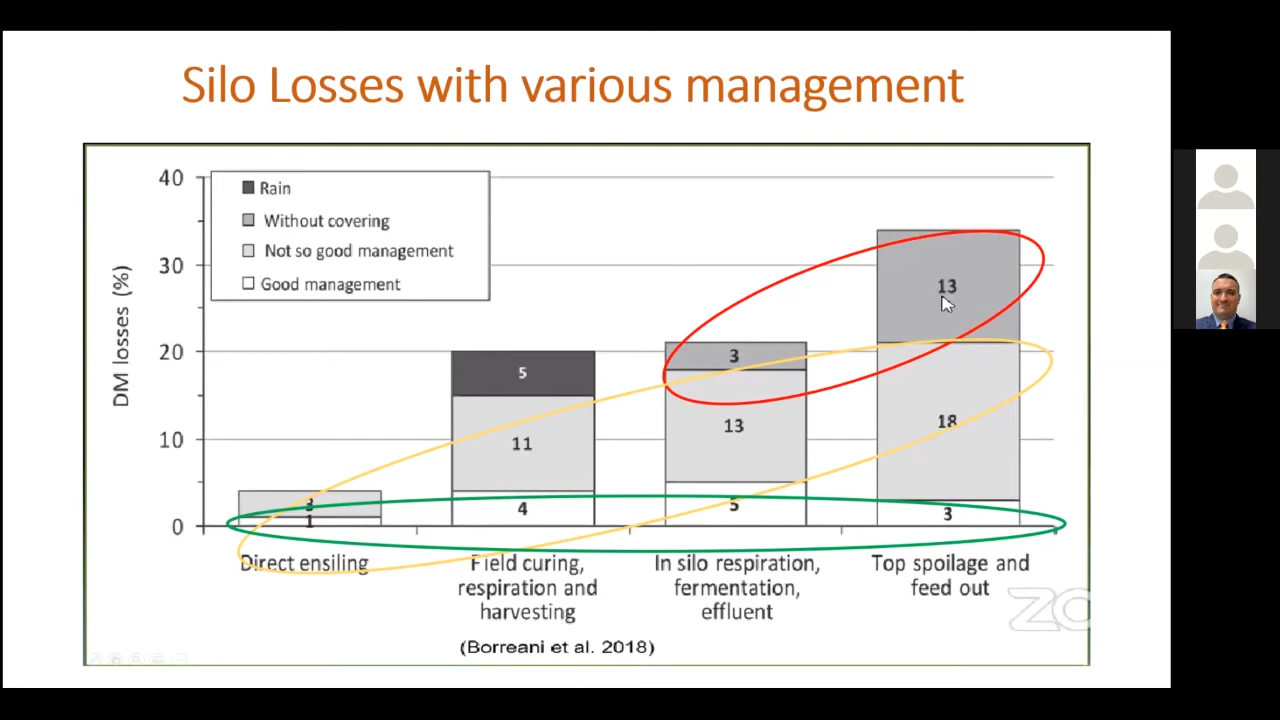 Silo Losses with various management
40
30
20
10
0
DM losses (%)
Rain
Without covering
Not so good management
Good management
3
1
5
11
4
3
13
5
13
18
3
Direct ensiling
Field curing,
respiration and
harvesting
In silo respiration,
fermentation,
effluent
Top spoilage and
feed out
(Borreani et al. 2018)